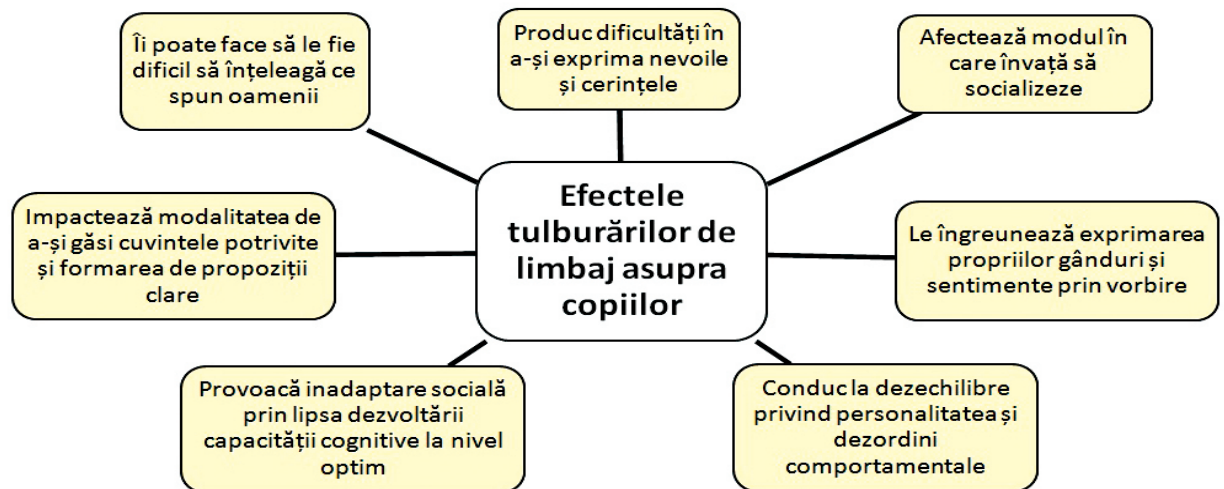 Îi poate face să le fie
dificil să înțeleagă ce
spun oamenii
Produc dificultăți în
a-și exprima nevoile
și cerințele
Afectează modul în
care învață să
socializeze
Impactează modalitatea de
a-și găsi cuvintele potrivite
și formarea de propoziții
clare
Efectele
tulburărilor de
limbaj asupra
copiilor
Le îngreunează exprimarea
propriilor gânduri și
sentimente prin vorbire
Provoacă inadaptare socială
prin lipsa dezvoltării
capacității cognitive la nivel
optim
Conduc la dezechilibre
privind personalitatea și
dezordini
comportamentale